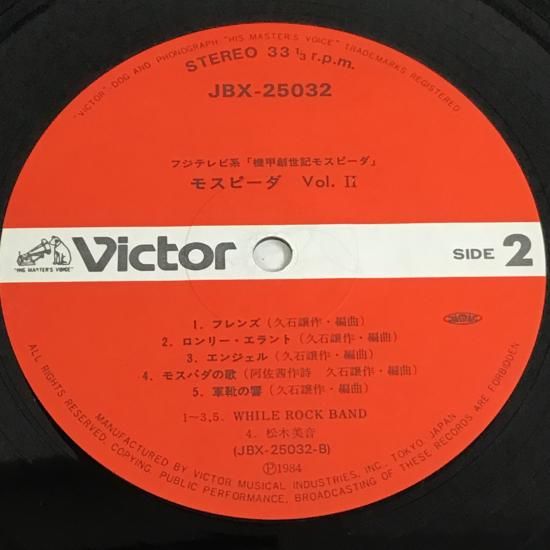 "VICTOR"-DOG AND PHONOGRAPH-"HIS MASTER'S VOICE" TRADEMARKS REGISTERED
STEREO 33 1/3 r.p.m.
JBX-25032
フジテレビ系「機甲創世記モスピーダ」
モスピーダ Vol. II
"HIS MASTER'S VOICE"
Victor
SIDE 2
1. フレンズ (久石譲作・編曲)
JASRAC
2. ロンリー・エラント (久石譲作・編曲)
3. エンジェル (久石譲作・編曲)
4. モスバダの歌 (阿佐茜作詩 久石譲作・編曲)
5. 軍靴の響 (久石譲作・編曲)
1~3,5. WHILE ROCK BAND
4. 松木美音
(JBX-25032-B)
Ⓟ1984
MANUFACTURED BY VICTOR MUSICAL INDUSTRIES, INC. TOKYO, JAPAN
ALL RIGHTS RESERVED. COPYING, PUBLIC PERFORMANCE, BROADCASTING OF THESE RECORDS ARE FORBIDDEN